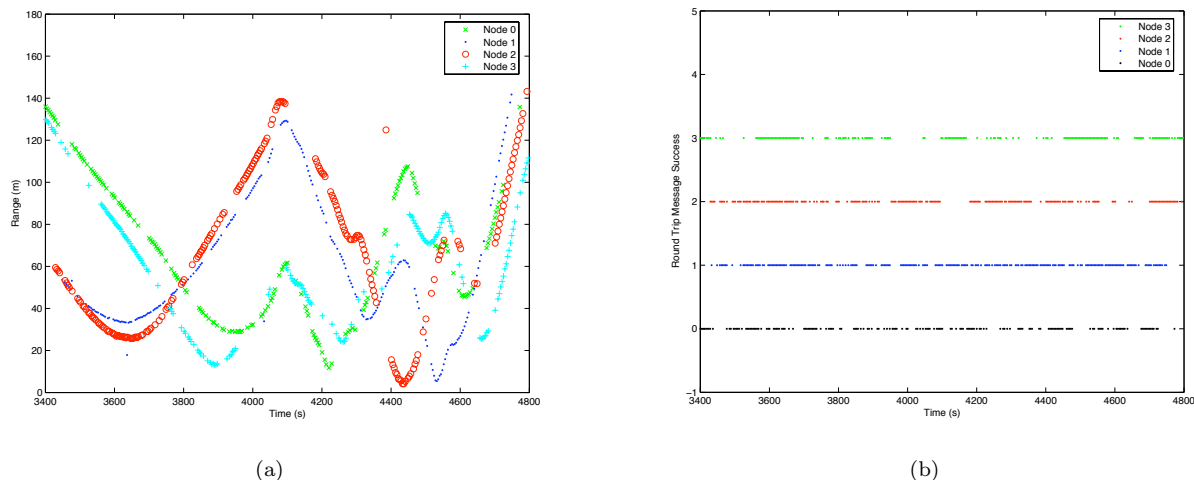 180
160
140
120
100
80
60
40
20
0
Range (m)
3400
3600
3800
4000
4200
4400
4600
4800
Time (s)
Node 0
Node 1
Node 2
Node 3
(a)
5
4
3
2
1
0
−1
Round Trip Message Success
3400
3600
3800
4000
4200
4400
4600
4800
Time (s)
Node 3
Node 2
Node 1
Node 0
(b)